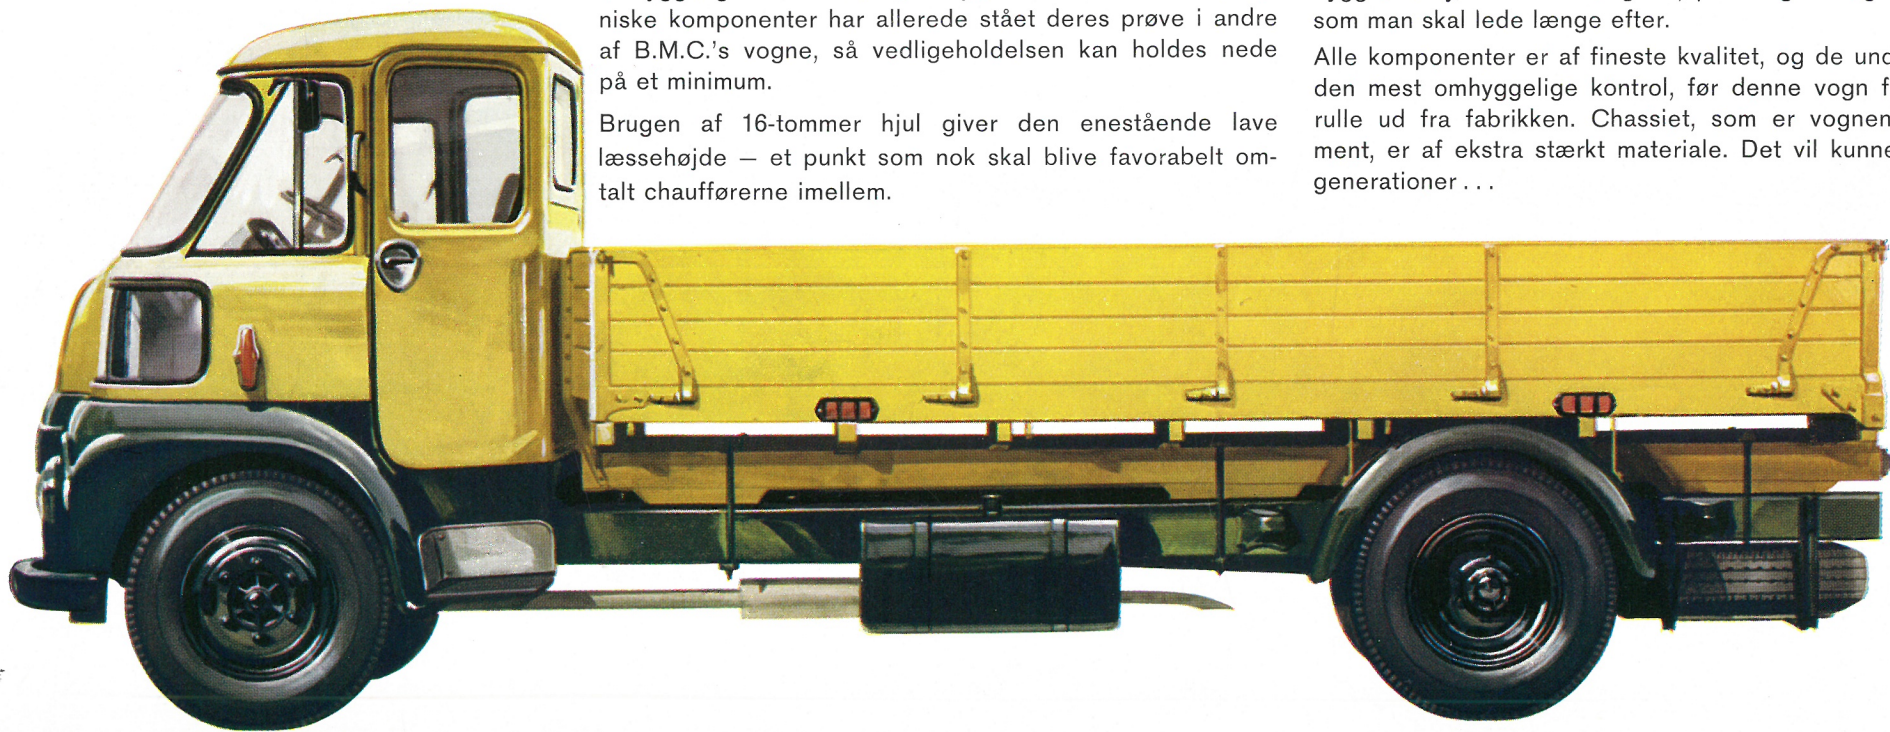 niske komponenter har allerede stået deres prøve i andre
af B.M.C.'s vogne, så vedligeholdelsen kan holdes nede
på et minimum.
Brugen af 16-tommer hjul giver den enestående lave
læssehøjde — et punkt som nok skal blive favorabelt om-
talt chaufførerne imellem.
som man skal lede længe efter.
Alle komponenter er af fineste kvalitet, og de und
den mest omhyggelige kontrol, før denne vogn f
rulle ud fra fabrikken. Chassiet, som er vognen
ment, er af ekstra stærkt materiale. Det vil kunne
generationer . . .